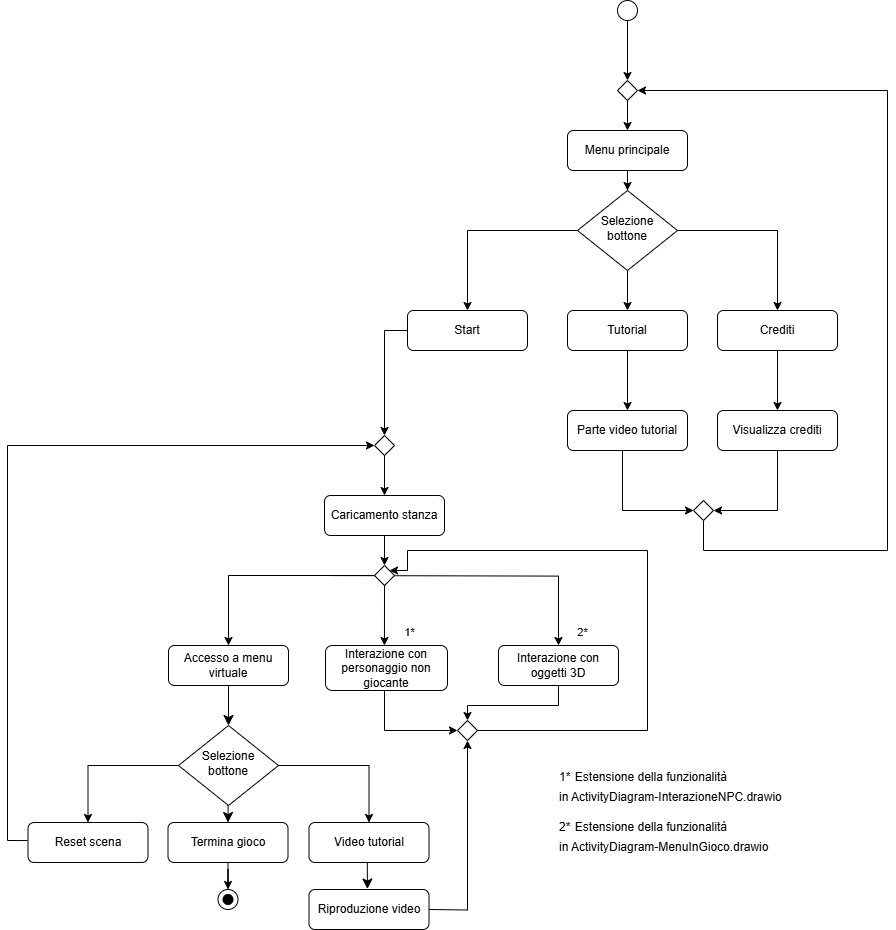 Menu principale
Selezione
bottone
Start
Tutorial
Crediti
Parte video tutorial
Visualizza crediti
Caricamento stanza
1*
2*
Accesso a menu
virtuale
Interazione con
personaggio non
giocante
Interazione con
oggetti 3D
Selezione
bottone
1* Estensione della funzionalità
in ActivityDiagram-InterazioneNPC.drawio
2* Estensione della funzionalità
in ActivityDiagram-MenuInGioco.drawio
Reset scena
Termina gioco
Video tutorial
Riproduzione video